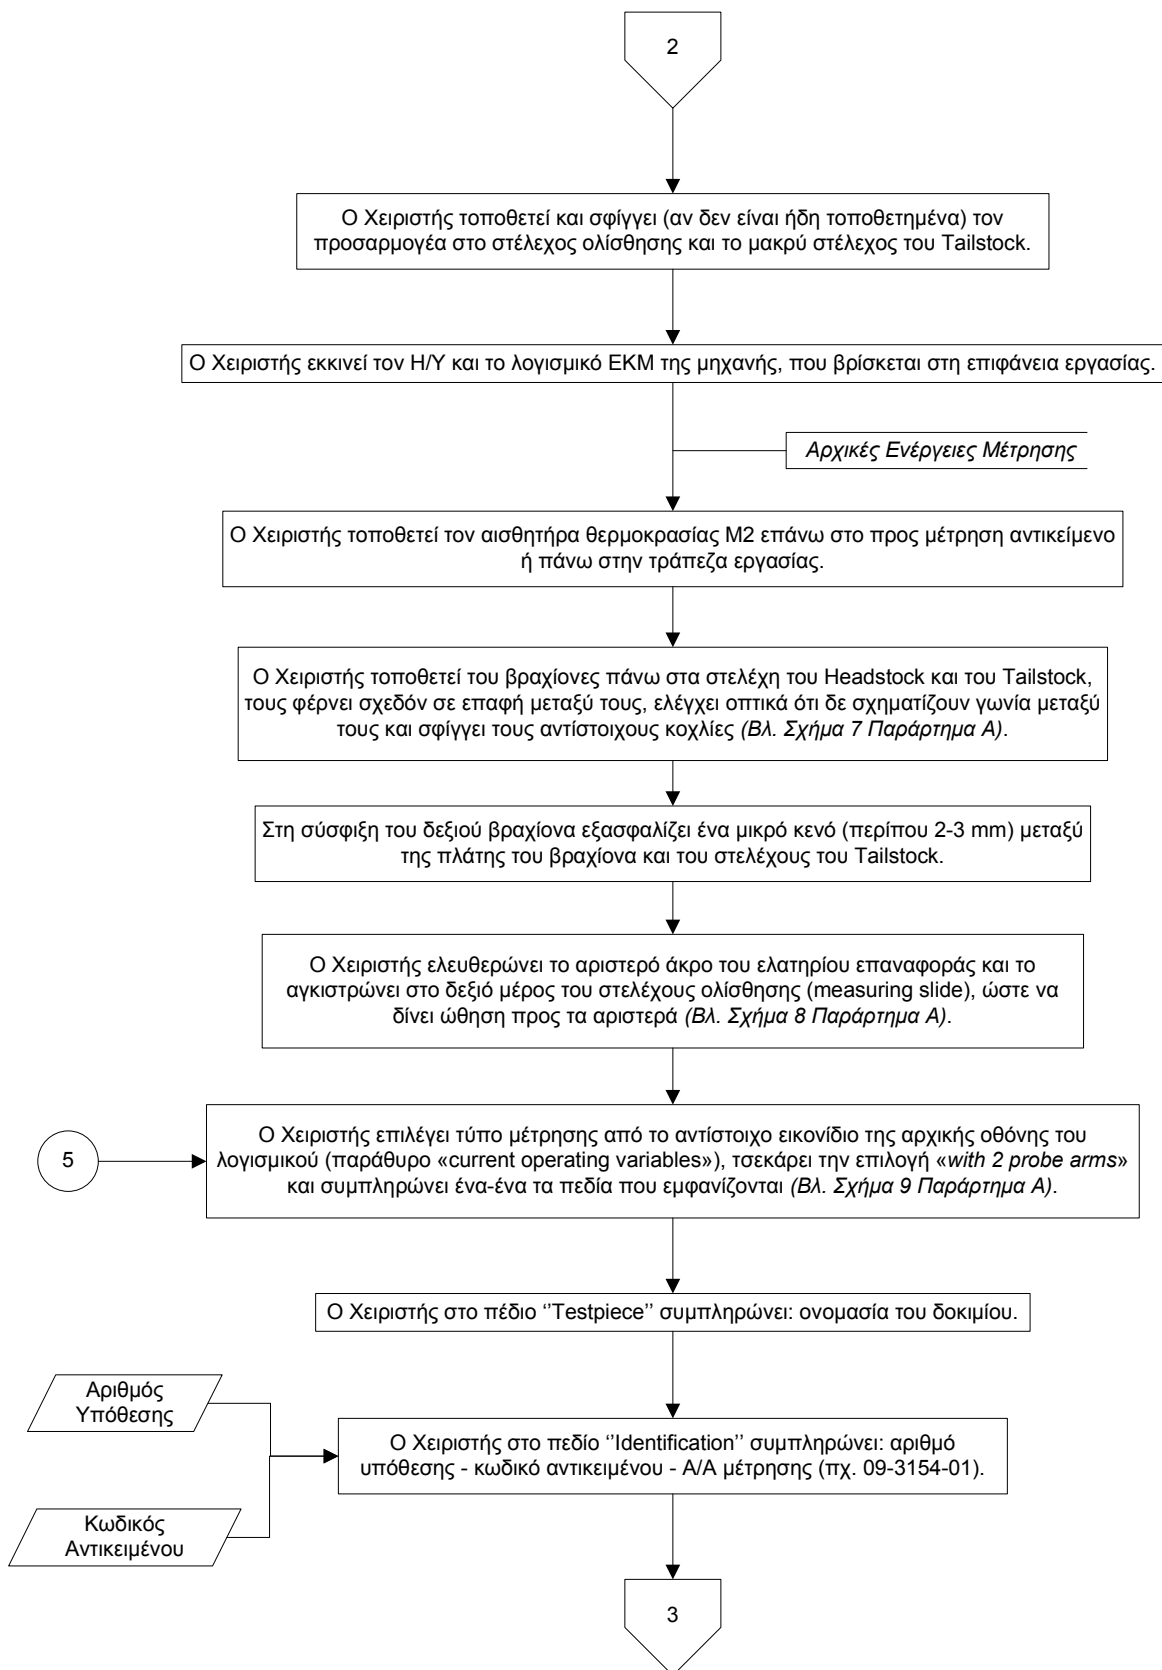 2
Ο Χειριστής τοποθετεί και σφίγγει (αν δεν είναι ήδη τοποθετημένα) τον
προσαρμογέα στο στέλεχος ολίσθησης και το μακρύ στέλεχος του Tailstock.
Ο Χειριστής εκκινεί τον Η/Υ και το λογισμικό ΕΚΜ της μηχανής, που βρίσκεται στη επιφάνεια εργασίας.
Αρχικές Ενέργειες Μέτρησης
Ο Χειριστής τοποθετεί τον αισθητήρα θερμοκρασίας Μ2 επάνω στο προς μέτρηση αντικείμενο
ή πάνω στην τράπεζα εργασίας.
Ο Χειριστής τοποθετεί του βραχίονες πάνω στα στελέχη του Headstock και του Tailstock,
τους φέρνει σχεδόν σε επαφή μεταξύ τους, ελέγχει οπτικά ότι δε σχηματίζουν γωνία μεταξύ
τους και σφίγγει τους αντίστοιχους κοχλίες (Βλ. Σχήμα 7 Παράρτημα Α).
Στη σύσφιξη του δεξιού βραχίονα εξασφαλίζει ένα μικρό κενό (περίπου 2-3 mm) μεταξύ
της πλάτης του βραχίονα και του στελέχους του Tailstock.
Ο Χειριστής ελευθερώνει το αριστερό άκρο του ελατηρίου επαναφοράς και το
αγκιστρώνει στο δεξιό μέρος του στελέχους ολίσθησης (measuring slide), ώστε να
δίνει ώθηση προς τα αριστερά (Βλ. Σχήμα 8 Παράρτημα Α).
5
Ο Χειριστής επιλέγει τύπο μέτρησης από το αντίστοιχο εικονίδιο της αρχικής οθόνης του
λογισμικού (παράθυρο «current operating variables»), τσεκάρει την επιλογή «with 2 probe arms»
και συμπληρώνει ένα-ένα τα πεδία που εμφανίζονται (Βλ. Σχήμα 9 Παράρτημα Α).
Ο Χειριστής στο πέδιο ‘’Testpiece’’ συμπληρώνει: ονομασία του δοκιμίου.
Αριθμός
Υπόθεσης
Ο Χειριστής στο πεδίο ‘’Identification’’ συμπληρώνει: αριθμό
υπόθεσης - κωδικό αντικειμένου - Α/Α μέτρησης (πχ. 09-3154-01).
Κωδικός
Αντικειμένου
3